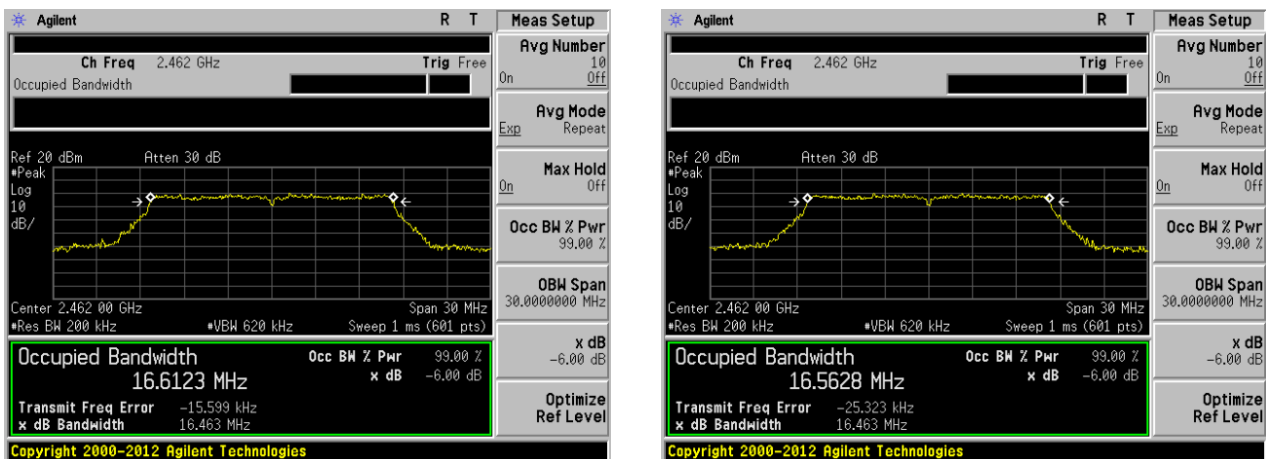 Agilent R T
Meas Setup
Ch Freq 2.462 GHz Trig Free
Occupied Bandwidth
Ref 20 dBm Atten 30 dB
#Peak
Log
10
dB/
Center 2.462 00 GHz Span 30 MHz
#Res BW 200 kHz #VBW 620 kHz Sweep 1 ms (601 pts)
Occupied Bandwidth Occ BW % Pwr 99.00 %
16.6123 MHz x dB -6.00 dB
Transmit Freq Error -15.599 kHz
x dB Bandwidth 16.463 MHz
Copyright 2000-2012 Agilent Technologies
Avg Number
10
On Off
Avg Mode
Exp Repeat
Max Hold
On Off
Occ BW % Pwr
99.00 %
OBW Span
30.0000000 MHz
x dB
-6.00 dB
Optimize
Ref Level
Agilent R T
Meas Setup
Ch Freq 2.462 GHz Trig Free
Occupied Bandwidth
Ref 20 dBm Atten 30 dB
#Peak
Log
10
dB/
Center 2.462 00 GHz Span 30 MHz
#Res BW 200 kHz #VBW 620 kHz Sweep 1 ms (601 pts)
Occupied Bandwidth Occ BW % Pwr 99.00 %
16.5628 MHz x dB -6.00 dB
Transmit Freq Error -25.323 kHz
x dB Bandwidth 16.463 MHz
Copyright 2000-2012 Agilent Technologies
Avg Number
10
On Off
Avg Mode
Exp Repeat
Max Hold
On Off
Occ BW % Pwr
99.00 %
OBW Span
30.0000000 MHz
x dB
-6.00 dB
Optimize
Ref Level